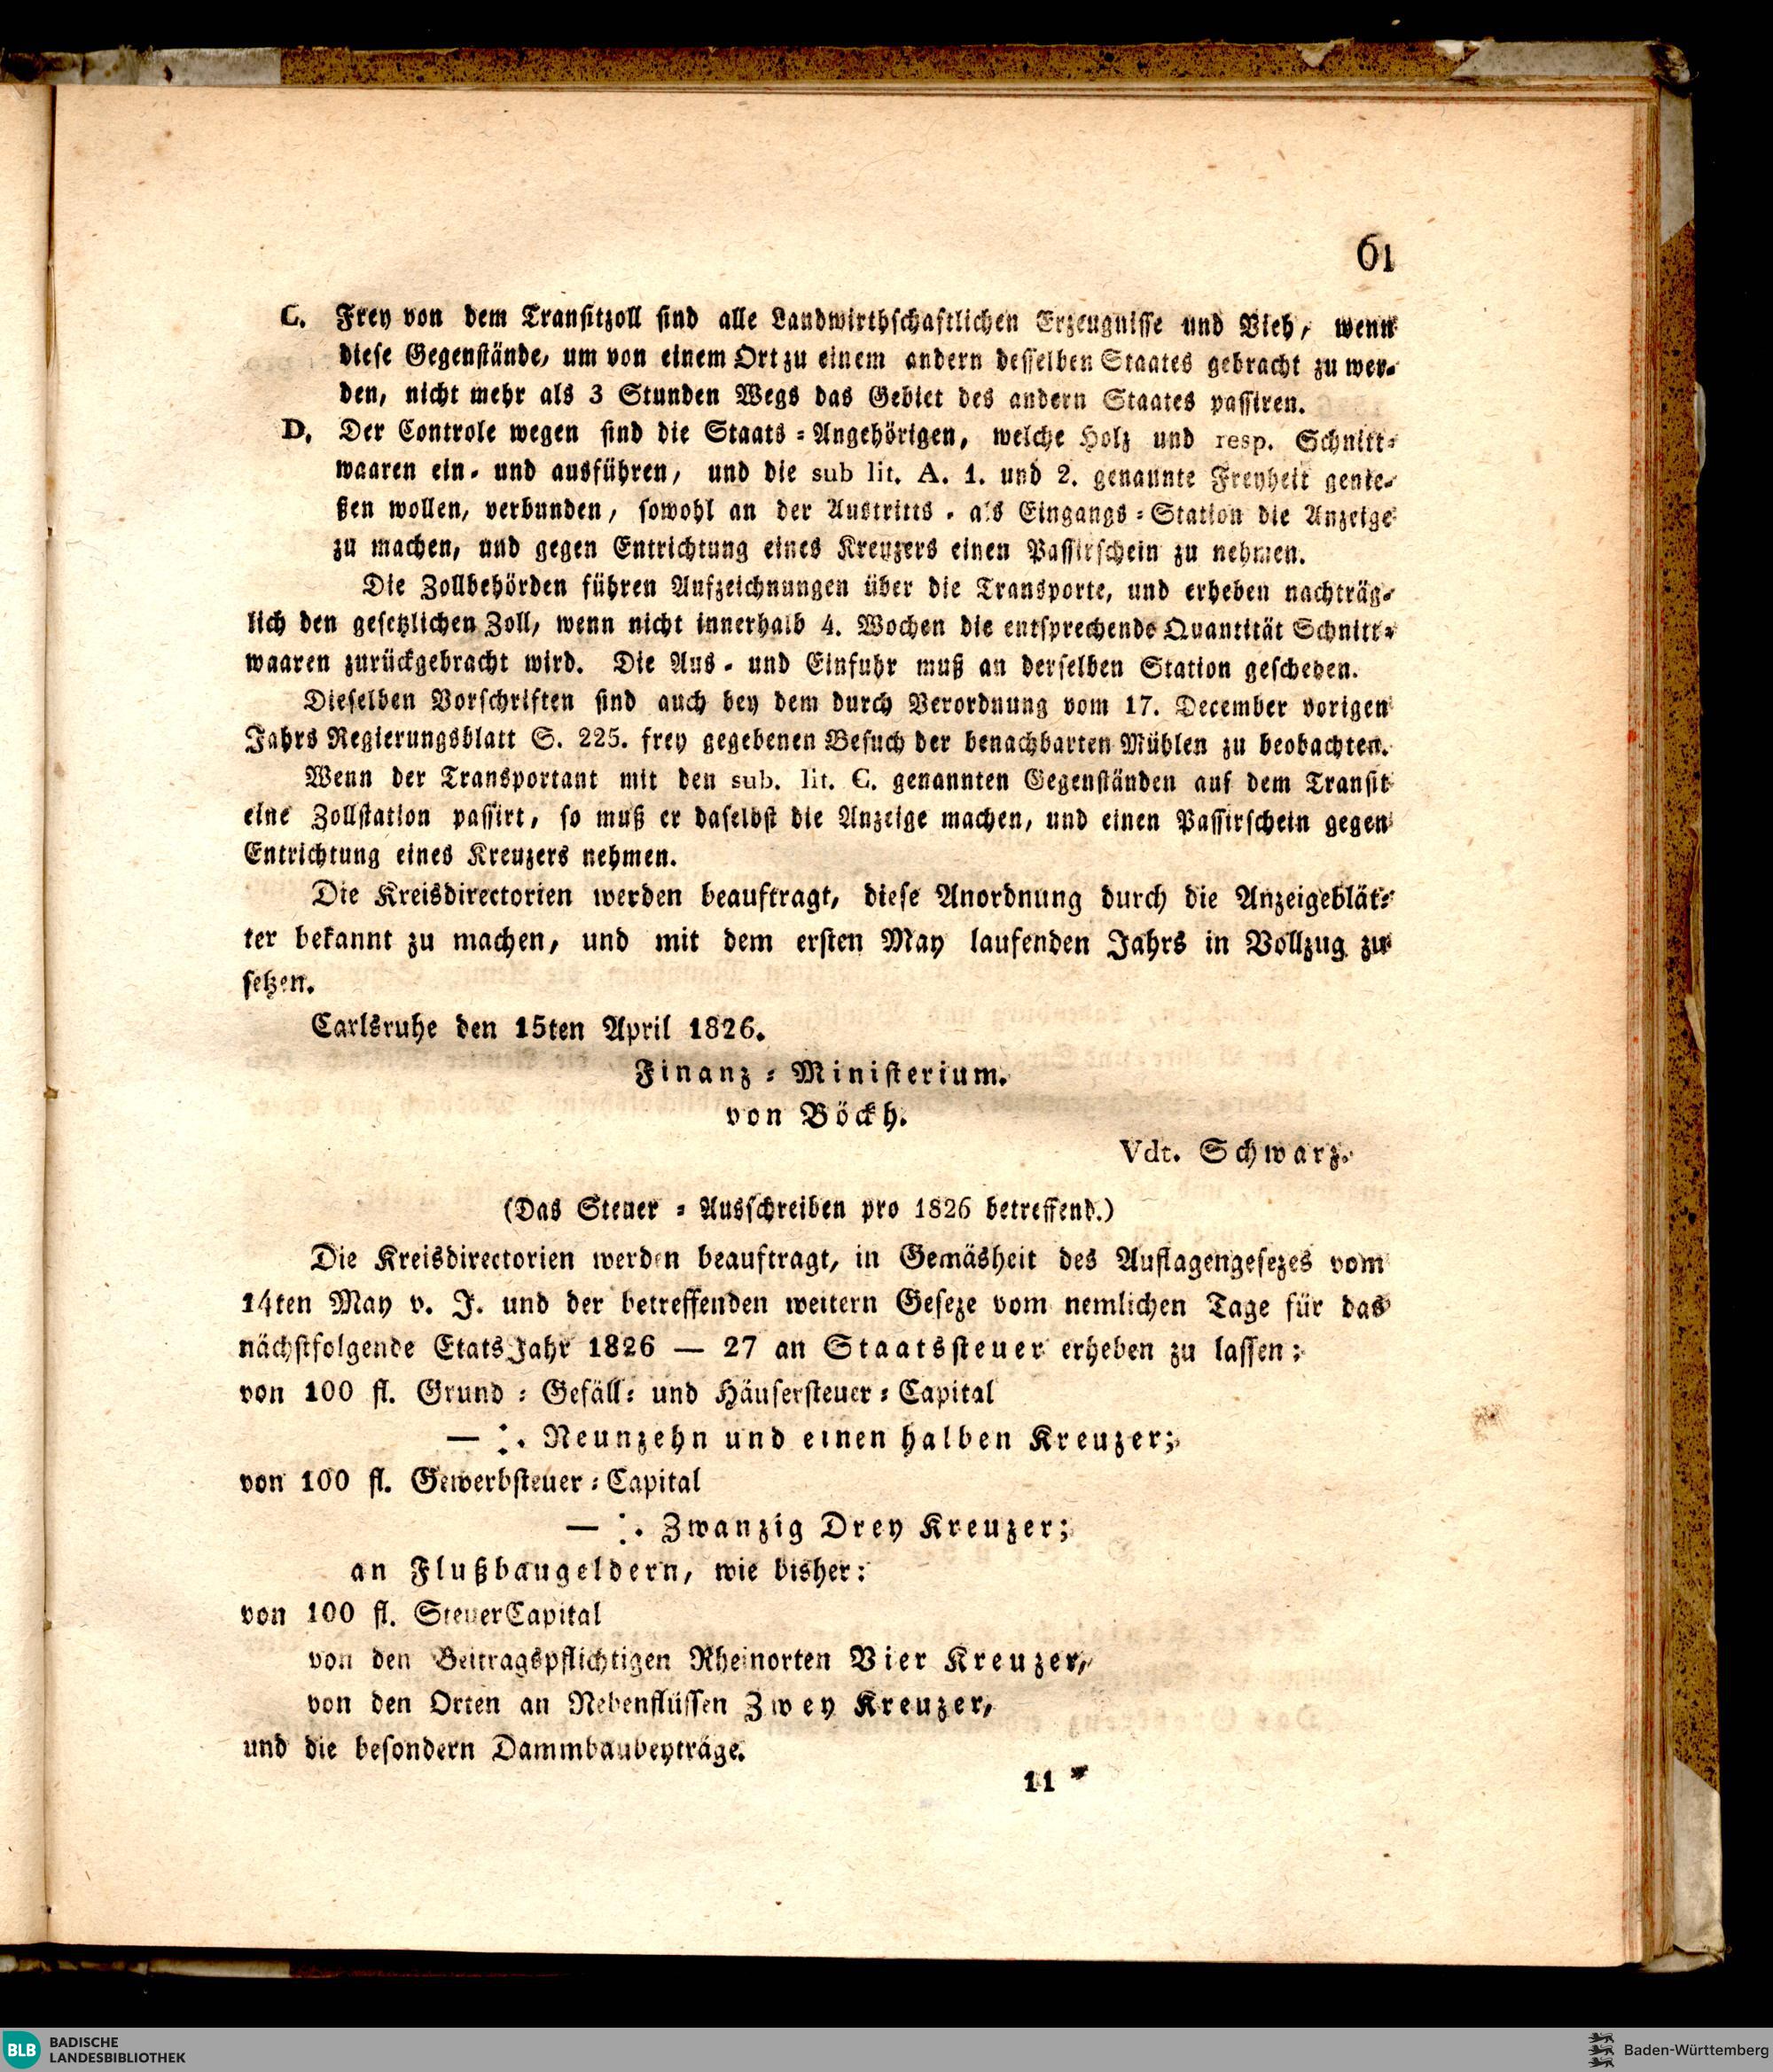 61
C. Frey von dem Transitzoll sind alle Landwirthschaftlichen Erzeugnisse und Vieh, wenn
diese Gegenstände, um von einem Ort zu einem andern desselben Staates gebracht zu wer-
den, nicht mehr als 3 Stunden Wegs das Gebiet des andern Staates passiren.
D. Der Controle wegen sind die Staats-Angehörigen, welche Holz und resp. Schnitt-
waaren ein- und ausführen, und die sub lit. A. 1. und 2. genannte Freyheit genie-
ßen wollen, verbunden, sowohl an der Austritts- als Eingangs-Station die Anzeige
zu machen, und gegen Entrichtung eines Kreuzers einen Passirschein zu nehmen.
Die Zollbehörden führen Aufzeichnungen über die Transporte, und erheben nachträg-
lich den gesetzlichen Zoll, wenn nicht innerhalb 4. Wochen die entsprechende Quantität Schnitt-
waaren zurückgebracht wird. Die Aus- und Einfuhr muß an derselben Station geschehen.
Dieselben Vorschriften sind auch bey dem durch Verordnung vom 17. December vorigen
Jahrs Regierungsblatt S. 225. frey gegebenen Besuch der benachbarten Mühlen zu beobachten.
Wenn der Transportant mit den sub. lit. C. genannten Gegenständen auf dem Transit
eine Zollstation passirt, so muß er daselbst die Anzeige machen, und einen Passirschein gegen
Entrichtung eines Kreuzers nehmen.
Die Kreisdirectorien werden beauftragt, diese Anordnung durch die Anzeigeblät-
ter bekannt zu machen, und mit dem ersten May laufenden Jahrs in Vollzug zu
setzen.
Carlsruhe den 15ten April 1826.
Finanz-Ministerium.
von Böckh.
Vdt. Schwarz.
(Das Steuer-Ausschreiben pro 1826 betreffend.)
Die Kreisdirectorien werden beauftragt, in Gemäsheit des Auflagengesezes vom
14ten May v. J. und der betreffenden weitern Geseze vom nemlichen Tage für das
nächstfolgende EtatsJahr 1826 — 27 an Staatssteuer erheben zu lassen:
von 100 fl. Grund-Gefäll- und Häusersteuer-Capital
— :. Neunzehn und einen halben Kreuzer;
von 100 fl. Gewerbsteuer-Capital
— :. Zwanzig Drey Kreuzer;
an Flußbaugeldern, wie bisher:
von 100 fl. SteuerCapital
von den Beitragspflichtigen Rheinorten Vier Kreuzer,
von den Orten an Nebenflüssen Zwey Kreuzer,
und die besondern Dammbaubeyträge.
11 *
BLB BADISCHE
LANDESBIBLIOTHEK
Baden-Württemberg